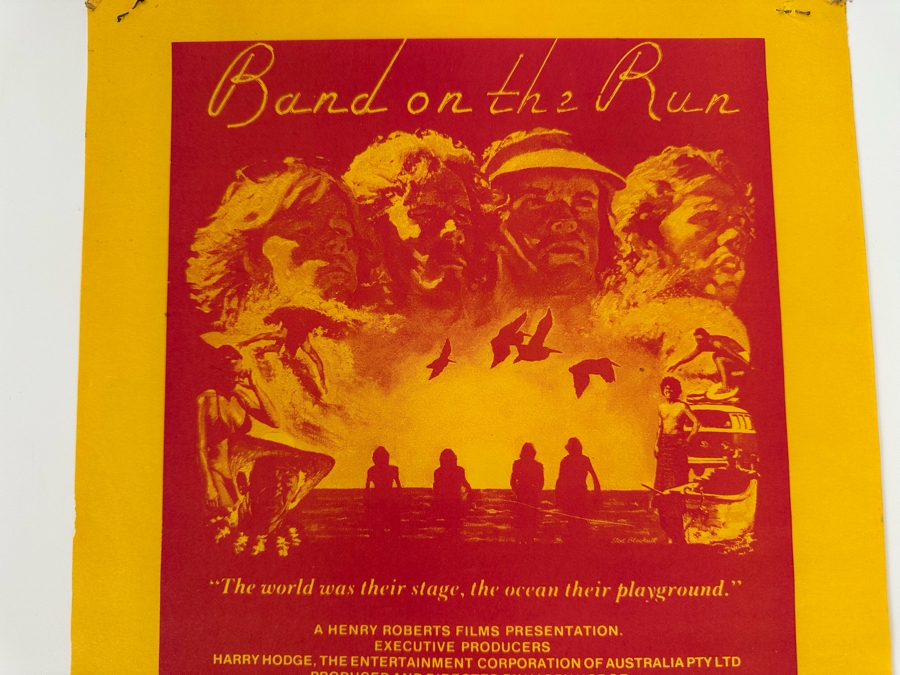 Band on the Run
“The world was their stage, the ocean their playground.”
A HENRY ROBERTS FILMS PRESENTATION.
EXECUTIVE PRODUCERS
HARRY HODGE, THE ENTERTAINMENT CORPORATION OF AUSTRALIA PTY LTD